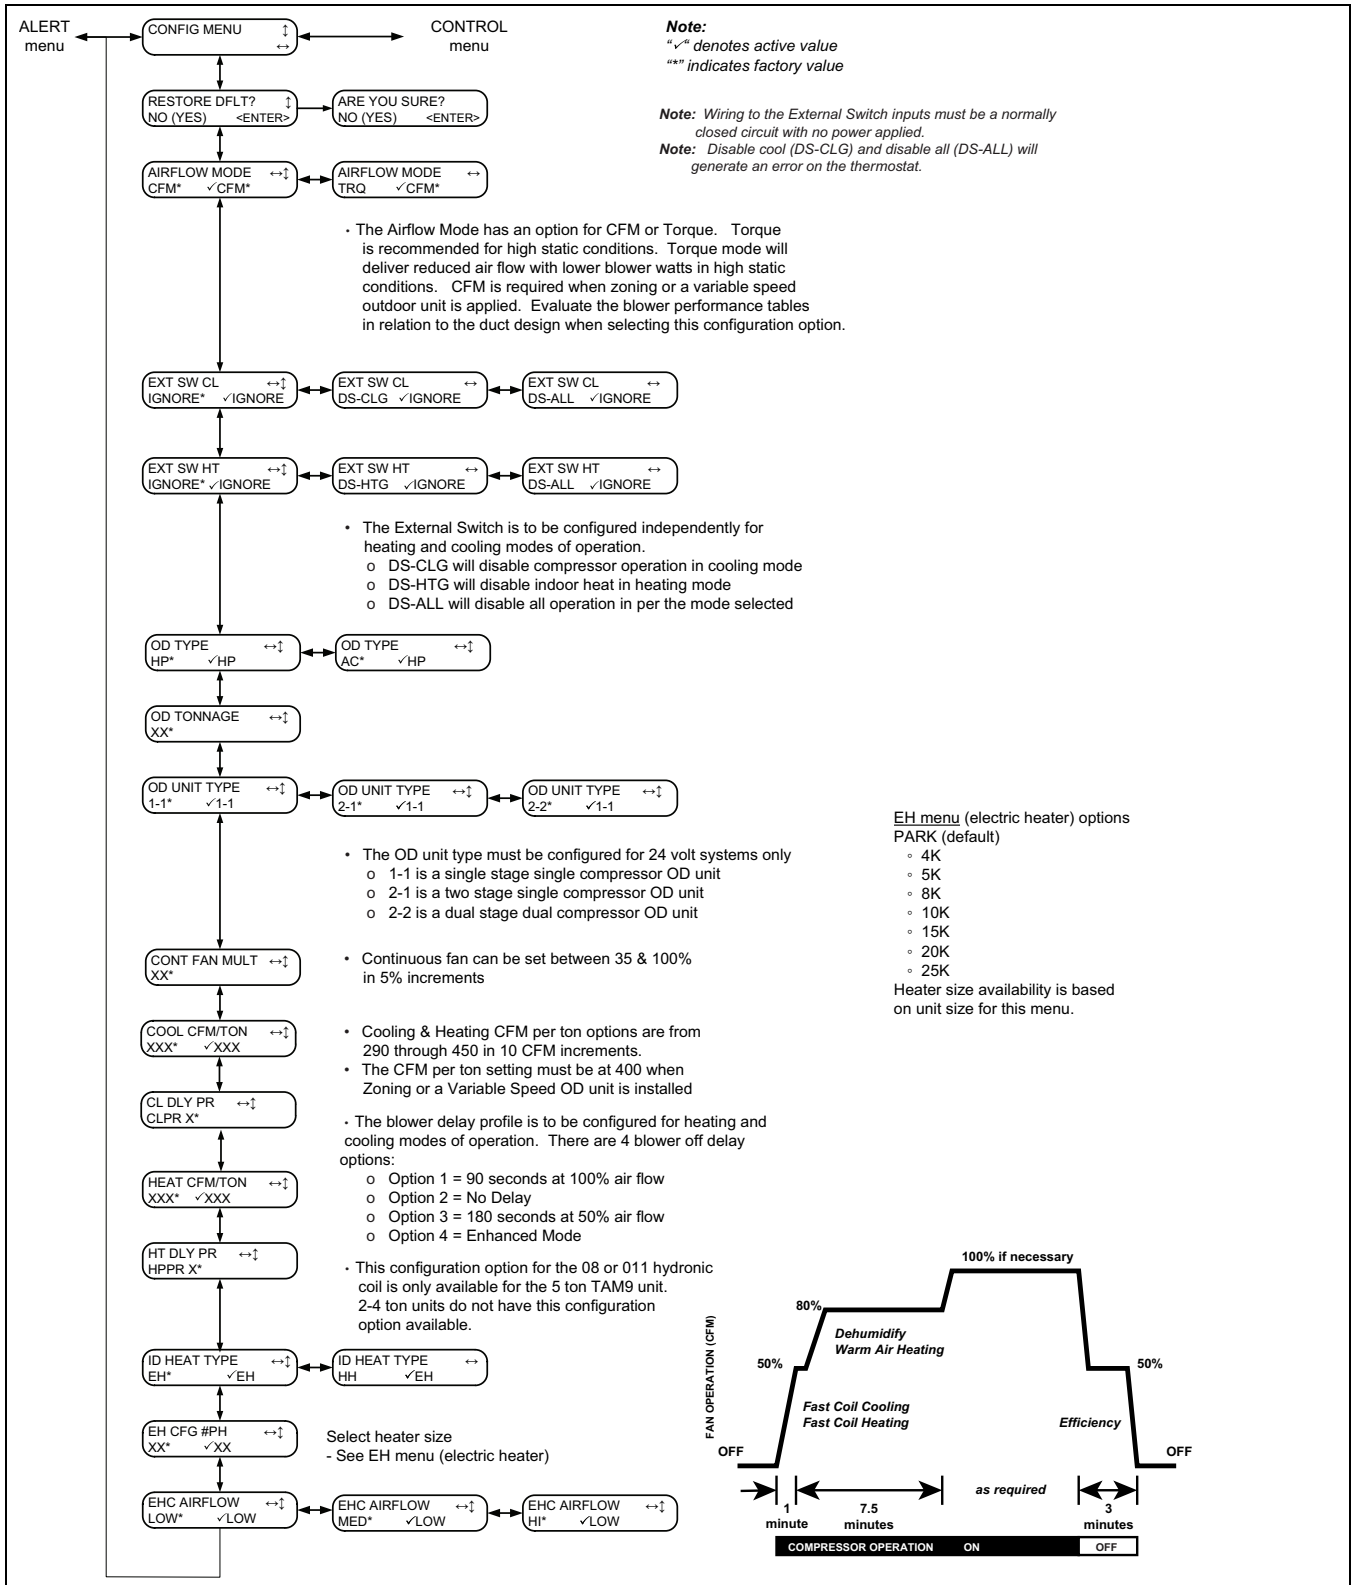 ALERT
menu
CONFIG MENU ↕
↔
CONTROL
menu
Note:
"✓" denotes active value
"*" indicates factory value
RESTORE DFLT? ↕
NO (YES) <ENTER>
ARE YOU SURE?
NO (YES) <ENTER>
Note: Wiring to the External Switch inputs must be a normally
closed circuit with no power applied.
Note: Disable cool (DS-CLG) and disable all (DS-ALL) will
generate an error on the thermostat.
AIRFLOW MODE ↔↕
CFM* ✓CFM*
AIRFLOW MODE ↔
TRQ ✓CFM*
· The Airflow Mode has an option for CFM or Torque. Torque
is recommended for high static conditions. Torque mode will
deliver reduced air flow with lower blower watts in high static
conditions. CFM is required when zoning or a variable speed
outdoor unit is applied. Evaluate the blower performance tables
in relation to the duct design when selecting this configuration option.
EXT SW CL ↔↕
IGNORE* ✓IGNORE
EXT SW CL ↔
DS-CLG ✓IGNORE
EXT SW CL ↔
DS-ALL ✓IGNORE
EXT SW HT ↔↕
IGNORE* ✓IGNORE
EXT SW HT ↔
DS-HTG ✓IGNORE
EXT SW HT ↔
DS-ALL ✓IGNORE
• The External Switch is to be configured independently for
heating and cooling modes of operation.
o DS-CLG will disable compressor operation in cooling mode
o DS-HTG will disable indoor heat in heating mode
o DS-ALL will disable all operation in per the mode selected
OD TYPE ↔↕
HP* ✓HP
OD TYPE ↔↕
AC* ✓HP
OD TONNAGE ↔↕
XX*
OD UNIT TYPE ↔↕
1-1* ✓1-1
OD UNIT TYPE ↔↕
2-1* ✓1-1
OD UNIT TYPE ↔↕
2-2* ✓1-1
• The OD unit type must be configured for 24 volt systems only
o 1-1 is a single stage single compressor OD unit
o 2-1 is a two stage single compressor OD unit
o 2-2 is a dual stage dual compressor OD unit
EH menu (electric heater) options
PARK (default)
◦ 4K
◦ 5K
◦ 8K
◦ 10K
◦ 15K
◦ 20K
◦ 25K
Heater size availability is based
on unit size for this menu.
CONT FAN MULT ↔↕
XX*
• Continuous fan can be set between 35 & 100%
in 5% increments
COOL CFM/TON ↔↕
XXX* ✓XXX
• Cooling & Heating CFM per ton options are from
290 through 450 in 10 CFM increments.
• The CFM per ton setting must be at 400 when
Zoning or a Variable Speed OD unit is installed
CL DLY PR ↔↕
CLPR X*
· The blower delay profile is to be configured for heating and
cooling modes of operation. There are 4 blower off delay
options:
o Option 1 = 90 seconds at 100% air flow
o Option 2 = No Delay
o Option 3 = 180 seconds at 50% air flow
o Option 4 = Enhanced Mode
HEAT CFM/TON ↔↕
XXX* ✓XXX
HT DLY PR ↔↕
HPPR X*
· This configuration option for the 08 or 011 hydronic
coil is only available for the 5 ton TAM9 unit.
2-4 ton units do not have this configuration
option available.
ID HEAT TYPE ↔↕
EH* ✓EH
ID HEAT TYPE ↔
HH ✓EH
EH CFG #PH ↔↕
XX* ✓XX
Select heater size
- See EH menu (electric heater)
EHC AIRFLOW ↔↕
LOW* ✓LOW
EHC AIRFLOW ↔↕
MED* ✓LOW
EHC AIRFLOW ↔↕
HI* ✓LOW
FAN OPERATION (CFM)
100% if necessary
80%
Dehumidify
Warm Air Heating
50%
50%
Fast Coil Cooling
Fast Coil Heating
Efficiency
OFF
OFF
1
minute
7.5
minutes
as required
3
minutes
COMPRESSOR OPERATION ON
OFF